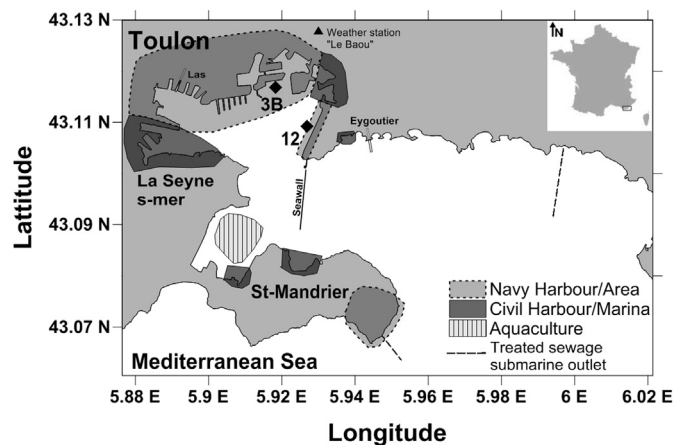 43.13 N
Toulon
Weather station
"Le Baou"
N
Las
3B
43.11 N
12
Eygoutier
La Seyne
s-mer
Seawall
Lattitude
43.09 N
St-Mandrier
Navy Harbour/Area
Civil Harbour/Marina
Aquaculture
Treated sewage
submarine outlet
43.07 N
Mediterranean Sea
5.88 E
5.9 E
5.92 E
5.94 E
5.96 E
5.98 E
6 E
6.02 E
Longitude